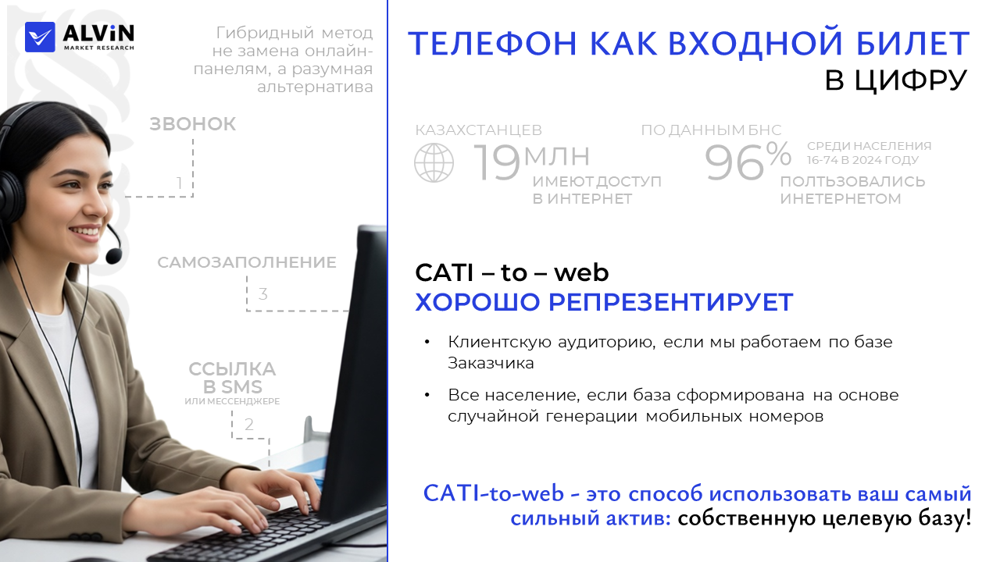 ALViN
MARKET RESEARCH
Гибридный метод
не замена онлайн-
панелям, а разумная
альтернатива
ЗВОНОК
1
САМОЗАПОЛНЕНИЕ
3
ССЫЛКА
В SMS
ИЛИ МЕССЕНДЖЕРЕ
2
ТЕЛЕФОН КАК ВХОДНОЙ БИЛЕТ
В ЦИФРУ
КАЗАХСТАНЦЕВ
19 МЛН
ИМЕЮТ ДОСТУП
В ИНТЕРНЕТ
ПО ДАННЫМ БНС
96%
СРЕДИ НАСЕЛЕНИЯ
16-74 В 2024 ГОДУ
ПОЛТЬЗОВАЛИСЬ
ИНЕТЕРНЕТОМ
CATI – to – web
ХОРОШО РЕПРЕЗЕНТИРУЕТ
• Клиентскую аудиторию, если мы работаем по базе
Заказчика
• Все население, если база сформирована на основе
случайной генерации мобильных номеров
CATI-to-web - это способ использовать ваш самый
сильный актив: собственную целевую базу!